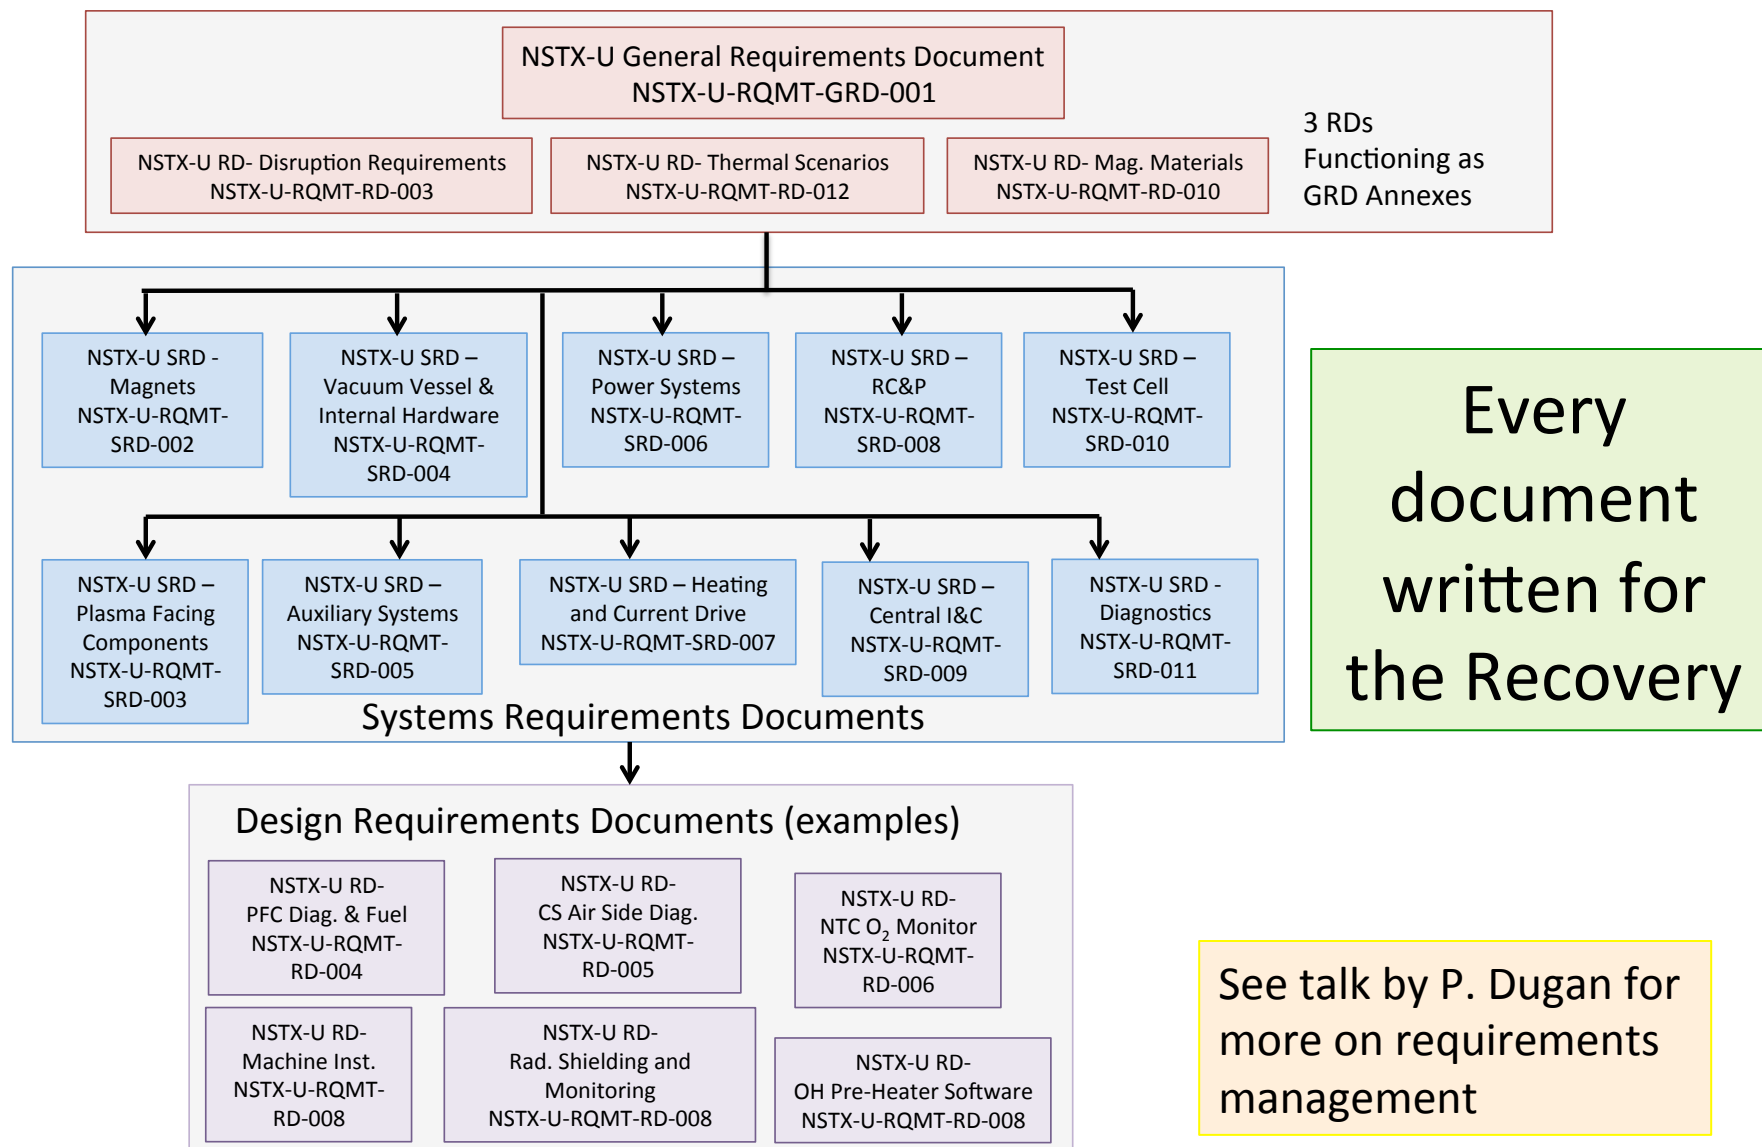 NSTX-U General Requirements Document
NSTX-U-RQMT-GRD-001
NSTX-U RD- Disruption Requirements
NSTX-U-RQMT-RD-003
NSTX-U RD- Thermal Scenarios
NSTX-U-RQMT-RD-012
NSTX-U RD- Mag. Materials
NSTX-U-RQMT-RD-010
3 RDs
Functioning as
GRD Annexes
NSTX-U SRD -
Magnets
NSTX-U-RQMT-
SRD-002
NSTX-U SRD –
Vacuum Vessel &
Internal Hardware
NSTX-U-RQMT-
SRD-004
NSTX-U SRD –
Power Systems
NSTX-U-RQMT-
SRD-006
NSTX-U SRD –
RC&P
NSTX-U-RQMT-
SRD-008
NSTX-U SRD –
Test Cell
NSTX-U-RQMT-
SRD-010
NSTX-U SRD –
Plasma Facing
Components
NSTX-U-RQMT-
SRD-003
NSTX-U SRD –
Auxiliary Systems
NSTX-U-RQMT-
SRD-005
NSTX-U SRD – Heating
and Current Drive
NSTX-U-RQMT-SRD-007
NSTX-U SRD –
Central I&C
NSTX-U-RQMT-
SRD-009
NSTX-U SRD -
Diagnostics
NSTX-U-RQMT-
SRD-011
Systems Requirements Documents
Every
document
written for
the Recovery
Design Requirements Documents (examples)
NSTX-U RD-
PFC Diag. & Fuel
NSTX-U-RQMT-
RD-004
NSTX-U RD-
CS Air Side Diag.
NSTX-U-RQMT-
RD-005
NSTX-U RD-
NTC O₂ Monitor
NSTX-U-RQMT-
RD-006
NSTX-U RD-
Machine Inst.
NSTX-U-RQMT-
RD-008
NSTX-U RD-
Rad. Shielding and
Monitoring
NSTX-U-RQMT-RD-008
NSTX-U RD-
OH Pre-Heater Software
NSTX-U-RQMT-RD-008
See talk by P. Dugan for
more on requirements
management